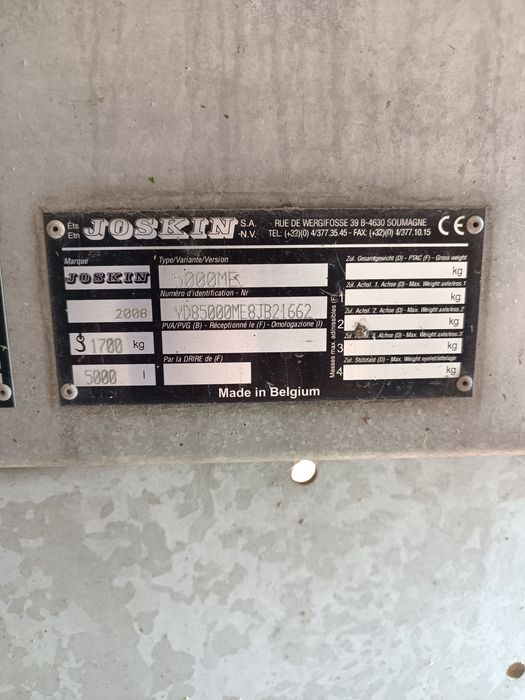 Ets
Etn
JOSKIN S.A.
N.V.
RUE DE WERGIFOSSE 39 B-4630 SOUMAGNE
TEL: (+32)(0) 4/377.35.45 - FAX: (+32)(0) 4/377.10.15
CE
Marque
JOSKIN
2008
1700 kg
5000 l
Type/Variante/Version
5000ME
Numéro d'identification - Nr
YD85000ME8JB21662
PVA/PVG (B) - Réceptionné le (F) - Omologazione (I)
Par la DRIRE de (F)
Made in Belgium
Masses max. admissibles (F)
Zul. Gesamtgewicht (D) - PTAC (F) - Gross weight
kg
Zul. Achsl. 1. Achse (D) - Max. Weight axle/ess.1
1 kg
Zul. Achsl. 2. Achse (D) - Max. Weight axle/ess.2
2 kg
Zul. Achsl. 3. Achse (D) - Max. Weight axle/ess.3
3 kg
Zul. Stützlast (D) - Max. Weight eyelet/attelage
4 kg